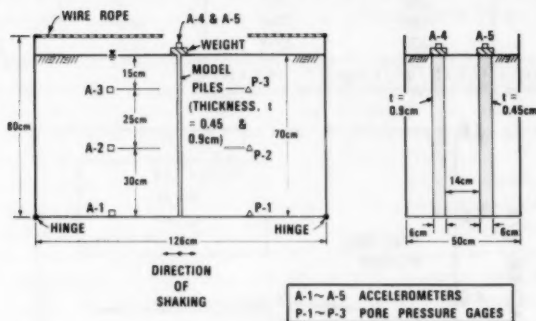 WIRE ROPE
A-4 & A-5
WEIGHT
15cm
MODEL
PILES
(THICKNESS, t
= 0.45 &
0.9cm)
A-3
P-3
25cm
80cm
70cm
A-2
P-2
30cm
A-1
P-1
HINGE
HINGE
126cm
DIRECTION
OF
SHAKING
A-4
A-5
t =
0.9cm
t =
0.45cm
14cm
6cm
6cm
50cm
A-1~A-5 ACCELEROMETERS
P-1~P-3 PORE PRESSURE GAGES